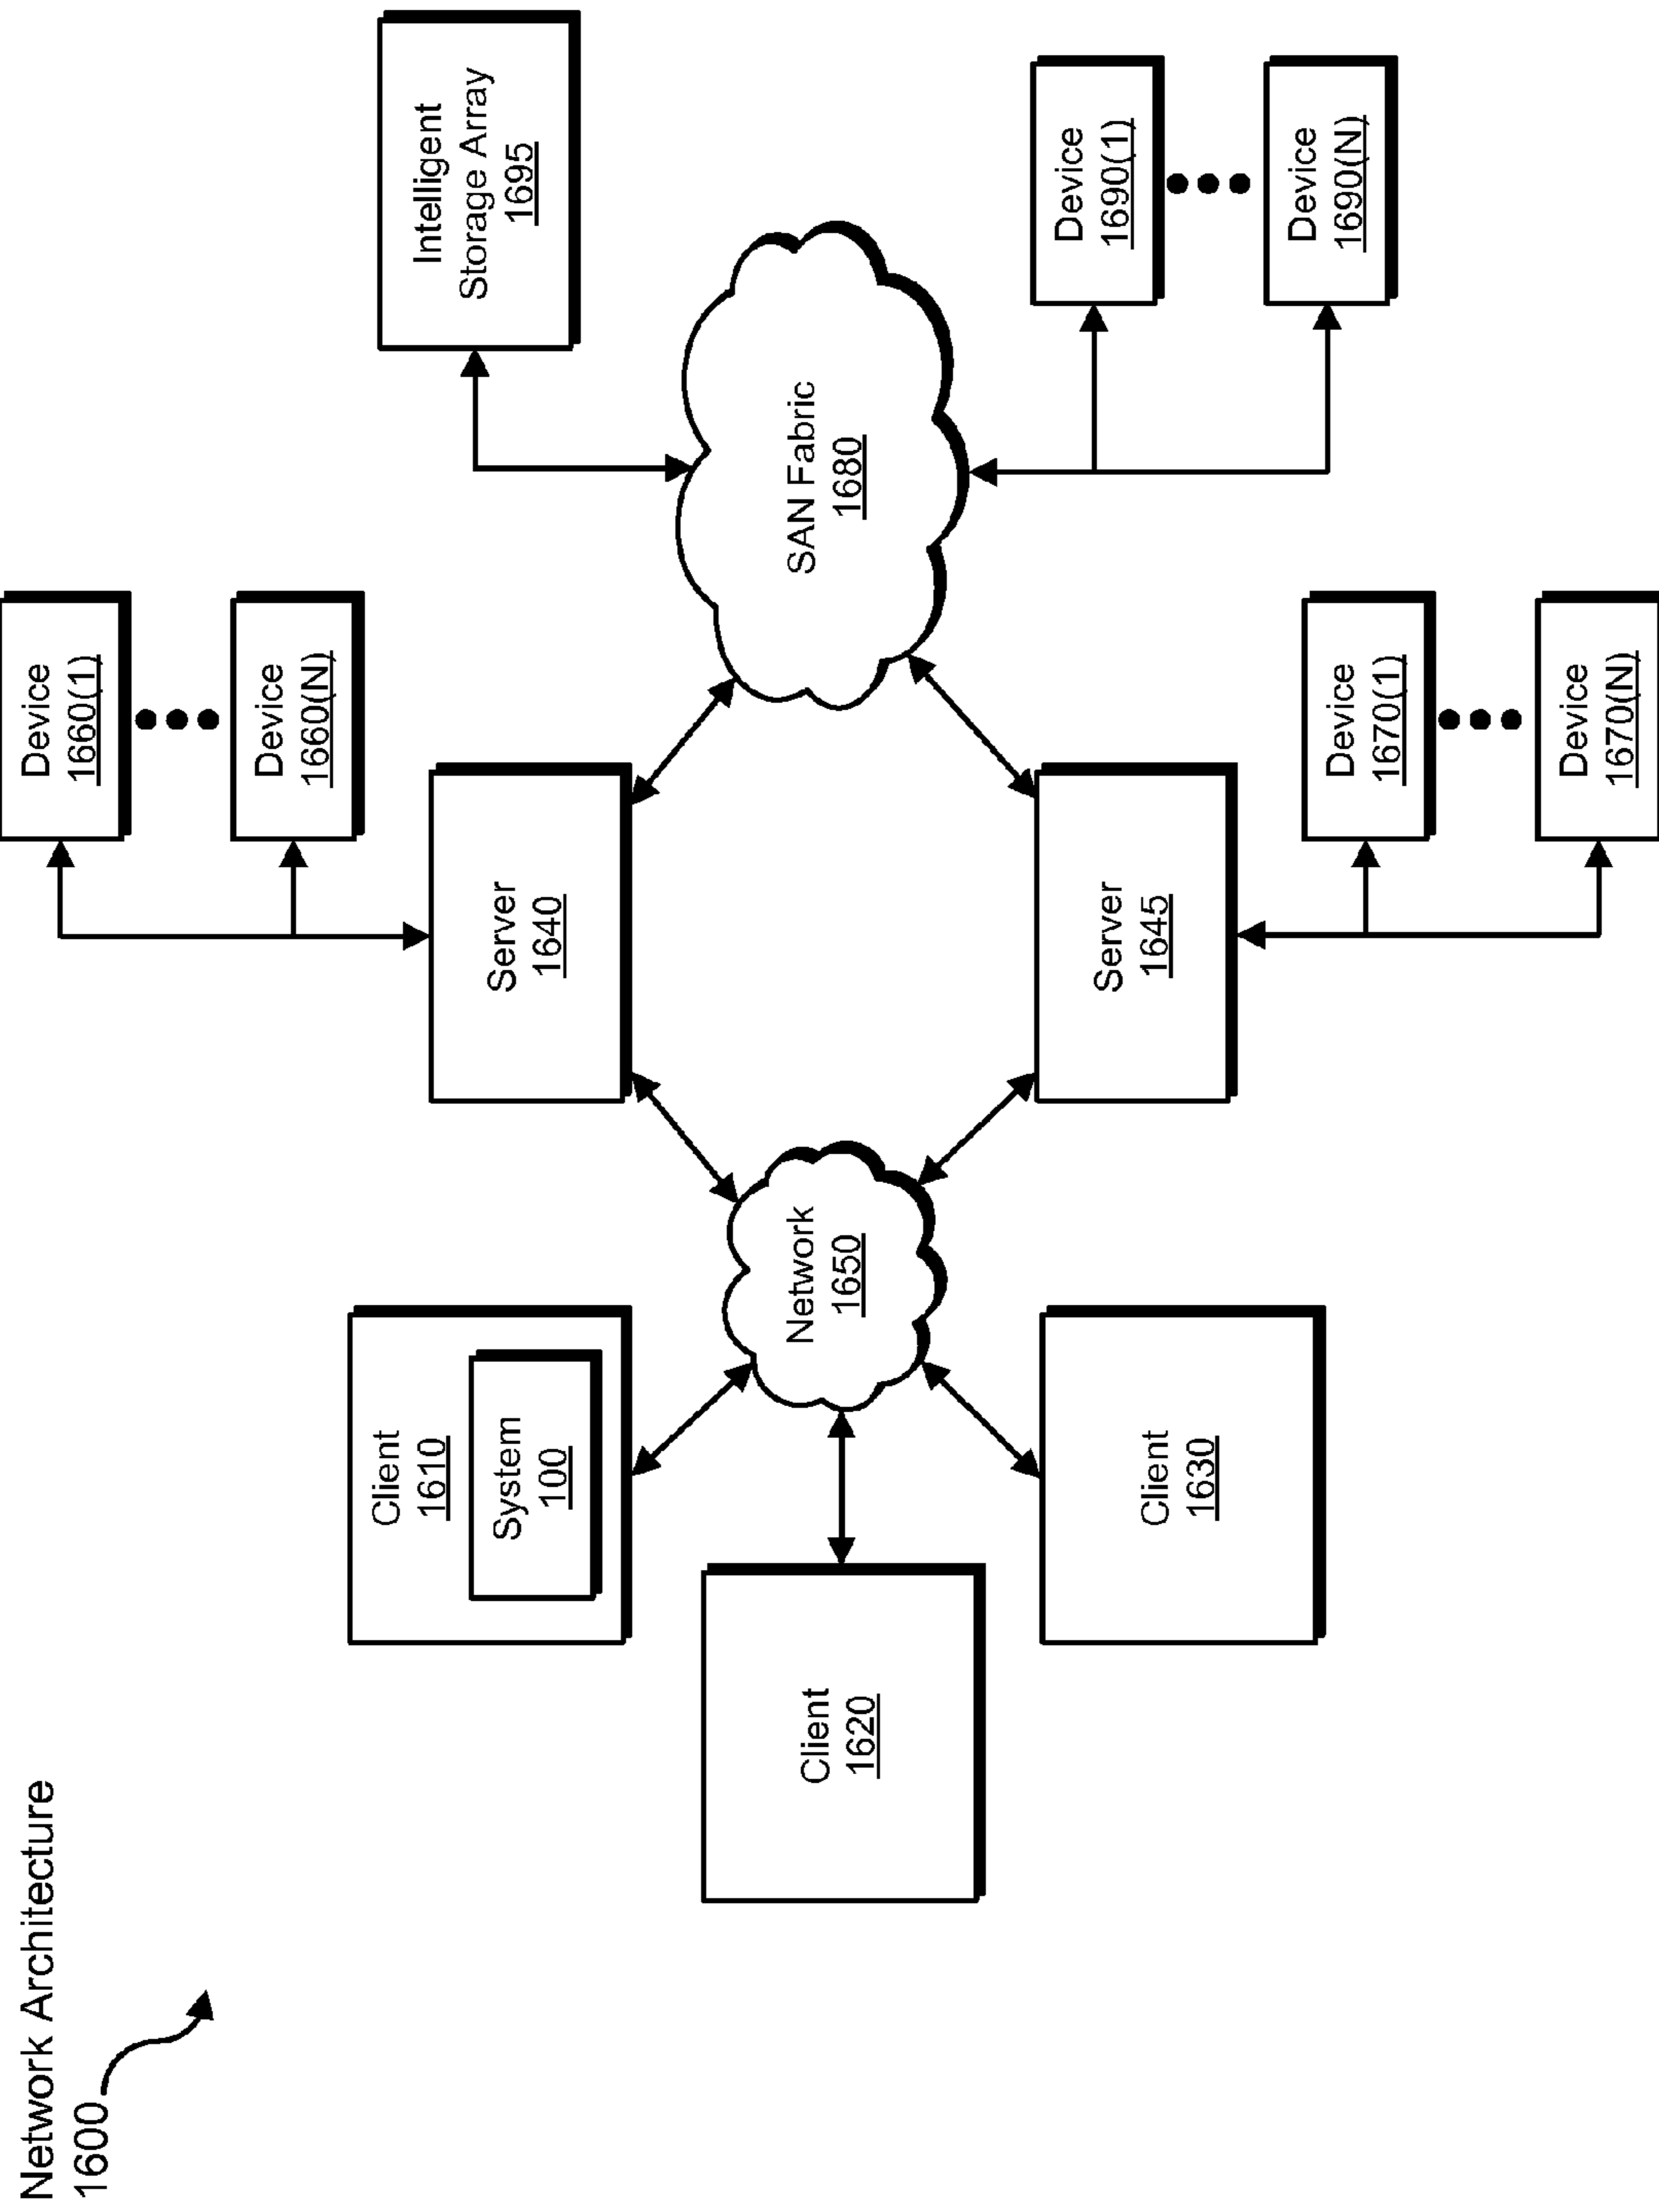 Network Architecture
1600
Client
1610
System
100
Client
1620
Client
1630
Network
1650
Server
1640
Server
1645
Device
1660(1)
Device
1660(N)
Device
1670(1)
Device
1670(N)
SAN Fabric
1680
Intelligent
Storage Array
1695
Device
1690(1)
Device
1690(N)